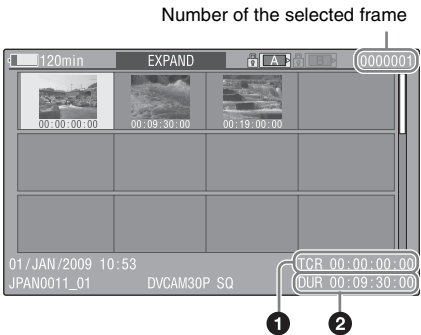 Number of the selected frame
120min EXPAND A B 0000001
00:00:00:00 00:09:30:00 00:19:00:00
01/JAN/2009 10:53 TCR 00:00:00:00
JPAN0011_01 DVCAM30P SQ DUR 00:09:30:00
1 2